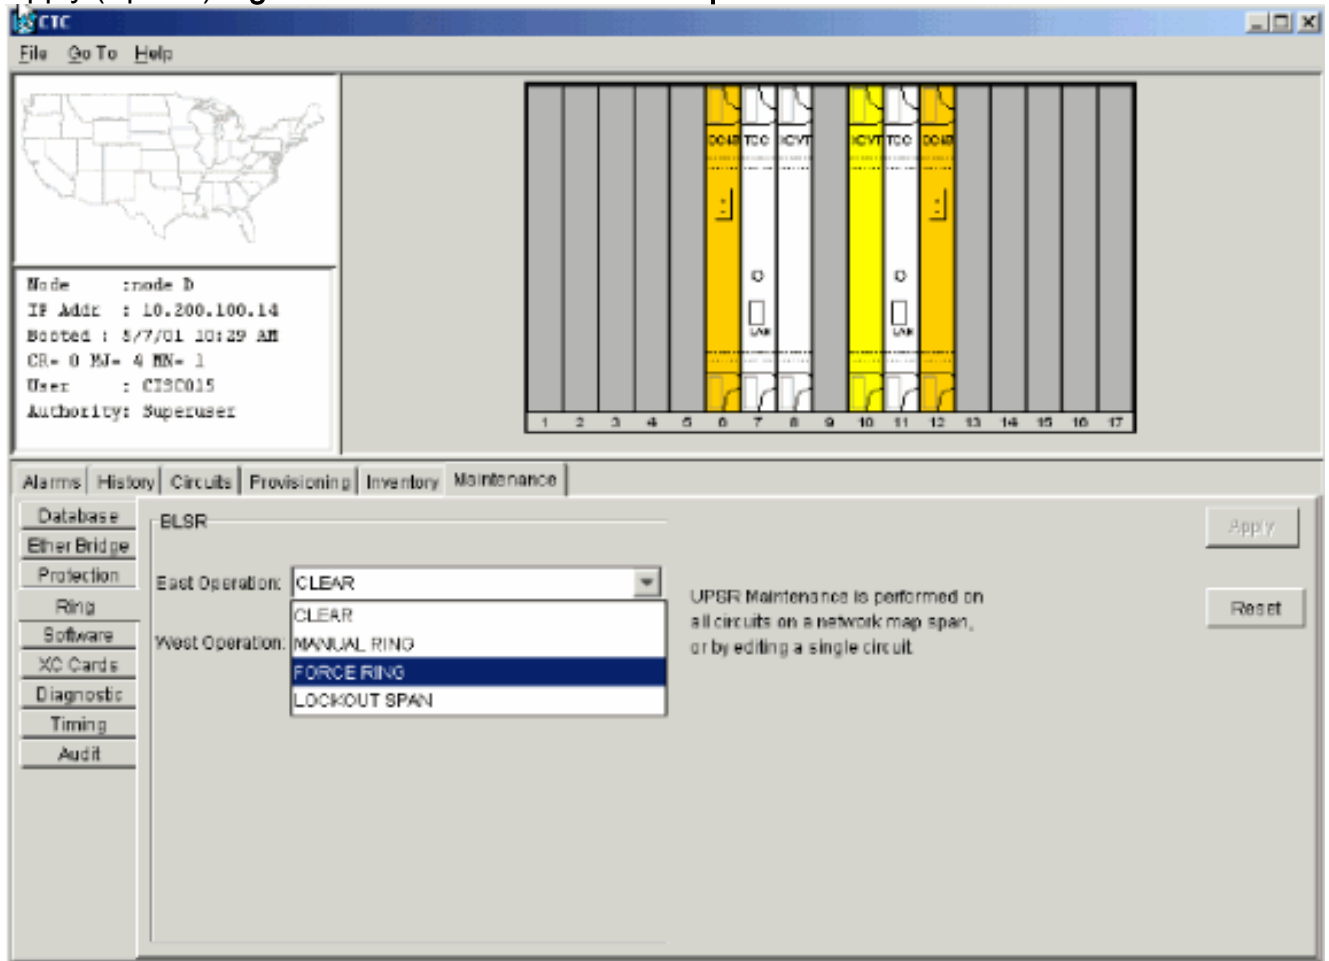 CTC
File Go To Help
OC48 TCC XCVT XCVT TCC OC48
LAN LAN
1 2 3 4 5 6 7 8 9 10 11 12 13 14 15 16 17
Node :node D
IP Addr : 10.200.100.14
Booted : 5/7/01 10:29 AM
CR- 0 MJ- 4 MN- 1
User : CISCO15
Authority: Superuser
Alarms History Circuits Provisioning Inventory Maintenance
Database
Ether Bridge
Protection
Ring
Software
XC Cards
Diagnostic
Timing
Audit
BLSR
East Operation: CLEAR
CLEAR
West Operation: MANUAL RING
FORCE RING
LOCKOUT SPAN
UPSR Maintenance is performed on
all circuits on a network map span,
or by editing a single circuit.
Apply
Reset